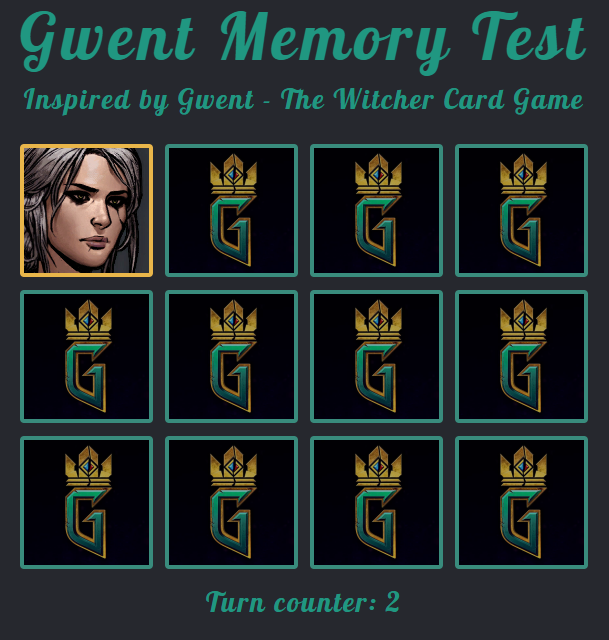 Gwent Memory Test
Inspired by Gwent - The Witcher Card Game
G G G
G G G G
G G G G
Turn counter: 2